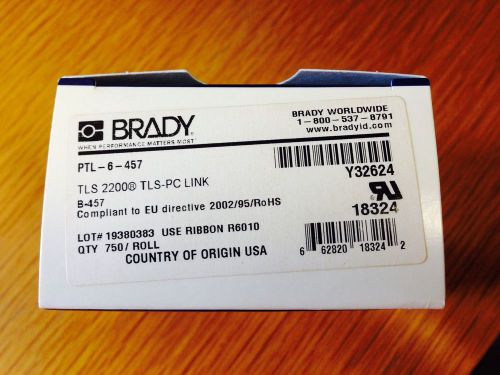 BRADY
WHEN PERFORMANCE MATTERS MOST
BRADY WORLDWIDE
1-800-537-8791
www.bradyid.com
PTL-6-457
TLS 2200® TLS-PC LINK
B-457
Compliant to EU directive 2002/95/RoHS
Y32624
18324
LOT# 19380383 USE RIBBON R6010
QTY 750/ ROLL
COUNTRY OF ORIGIN USA
6 62820 18324 2